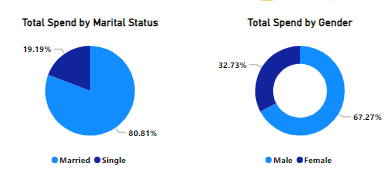 Total Spend by Marital Status
19.19%
80.81%
Married Single
Total Spend by Gender
32.73%
67.27%
Male Female